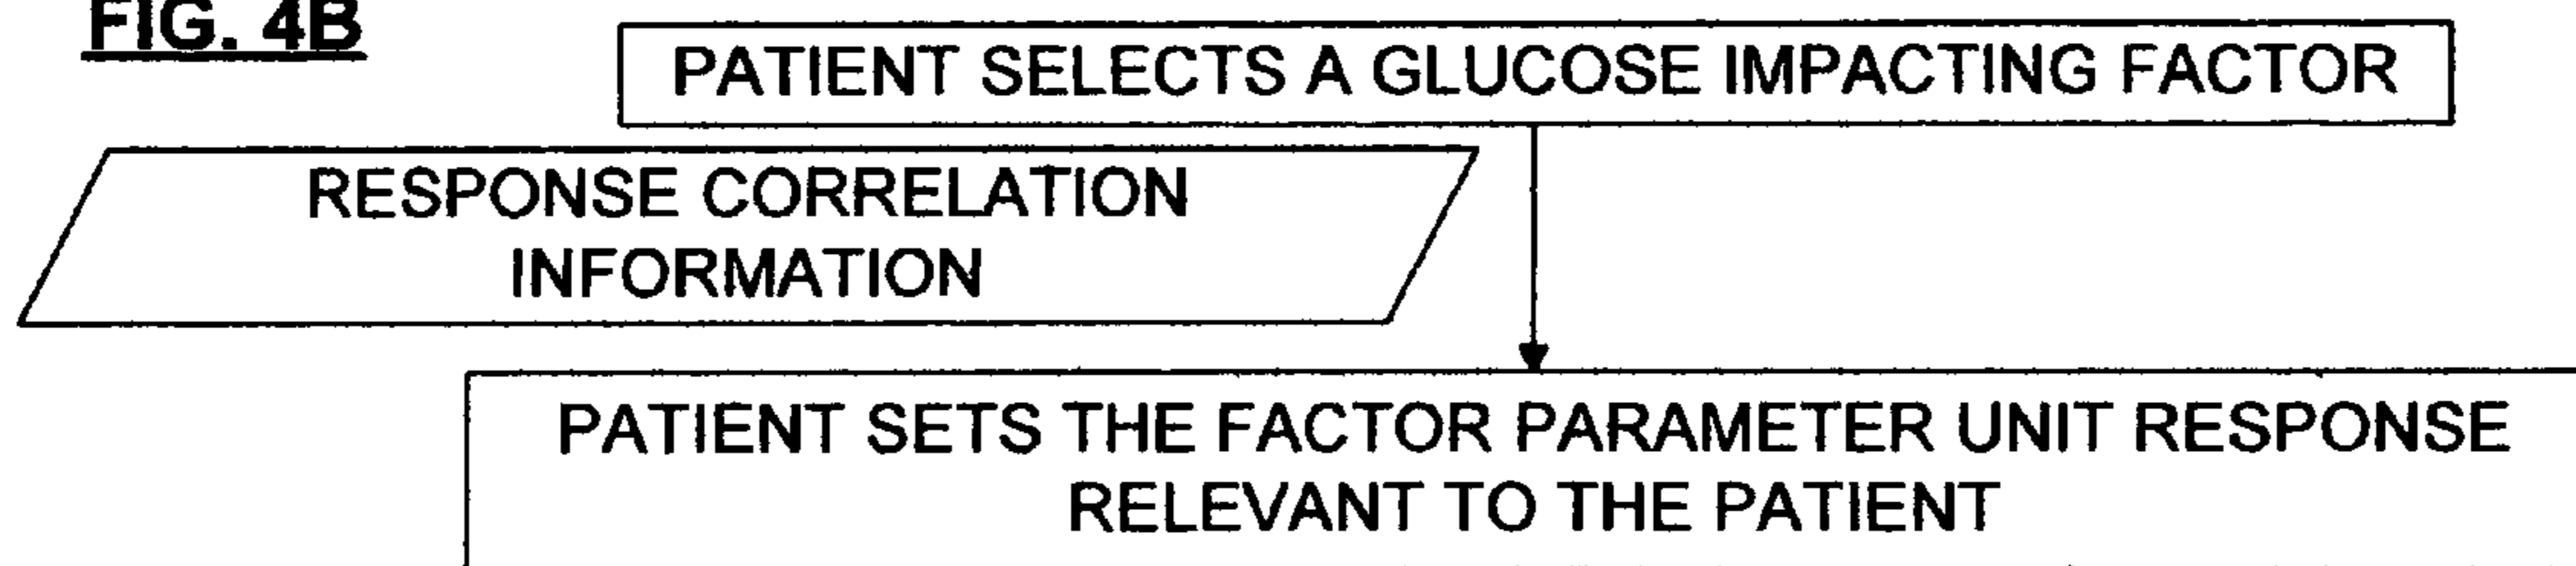 FIG. 4B
PATIENT SELECTS A GLUCOSE IMPACTING FACTOR
RESPONSE CORRELATION
INFORMATION
PATIENT SETS THE FACTOR PARAMETER UNIT RESPONSE
RELEVANT TO THE PATIENT